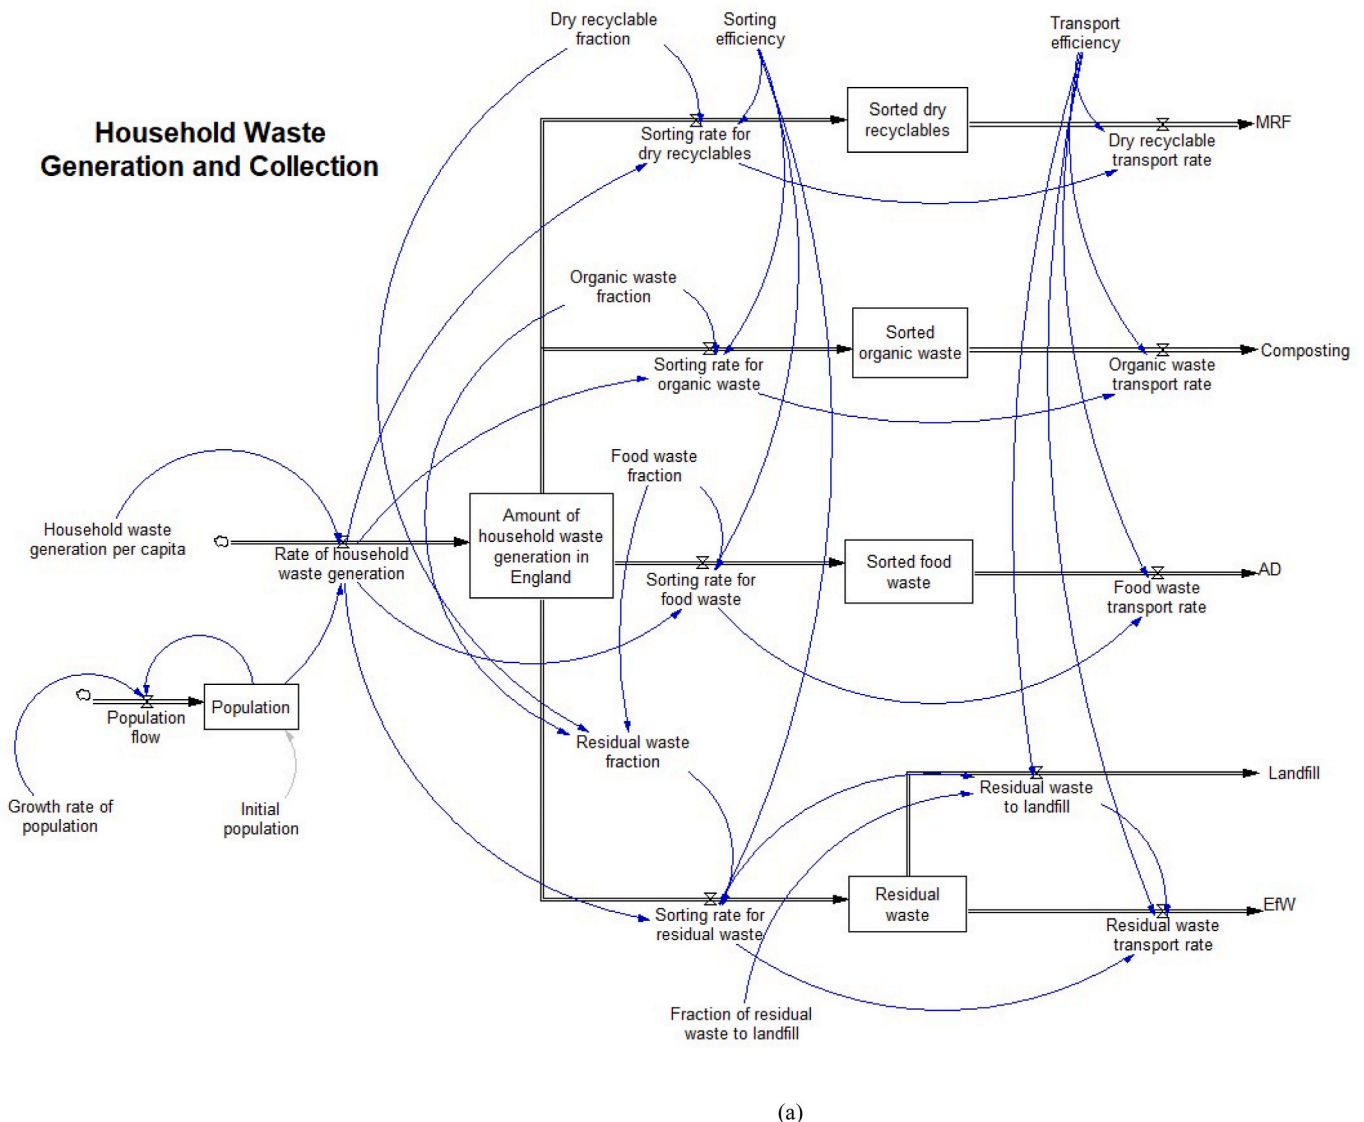 Dry recyclable
fraction
Sorting
efficiency
Transport
efficiency
Household Waste
Generation and Collection
Sorted dry
recyclables
MRF
Sorting rate for
dry recyclables
Dry recyclable
transport rate
Organic waste
fraction
Sorted
organic waste
Composting
Sorting rate for
organic waste
Organic waste
transport rate
Food waste
fraction
Household waste
generation per capita
Rate of household
waste generation
Amount of
household waste
generation in
England
Sorted food
waste
AD
Sorting rate for
food waste
Food waste
transport rate
Population
Population
flow
Residual waste
fraction
Growth rate of
population
Initial
population
Residual waste
to landfill
Landfill
Sorting rate for
residual waste
Residual
waste
EfW
Residual waste
transport rate
Fraction of residual
waste to landfill
(a)